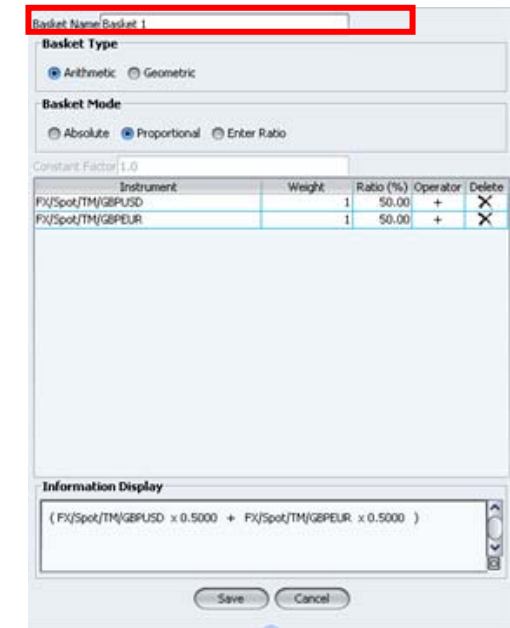 Basket Name Basket 1
Basket Type
Arithmetic Geometric
Basket Mode
Absolute Proportional Enter Ratio
Constant Factor 1.0
Instrument Weight Ratio (%) Operator Delete
FX/Spot/TM/GBPUSD 1 50.00 +
FX/Spot/TM/GBPEUR 1 50.00 +
Information Display
( FX/Spot/TM/GBPUSD x 0.5000 + FX/Spot/TM/GBPEUR x 0.5000 )
Save Cancel